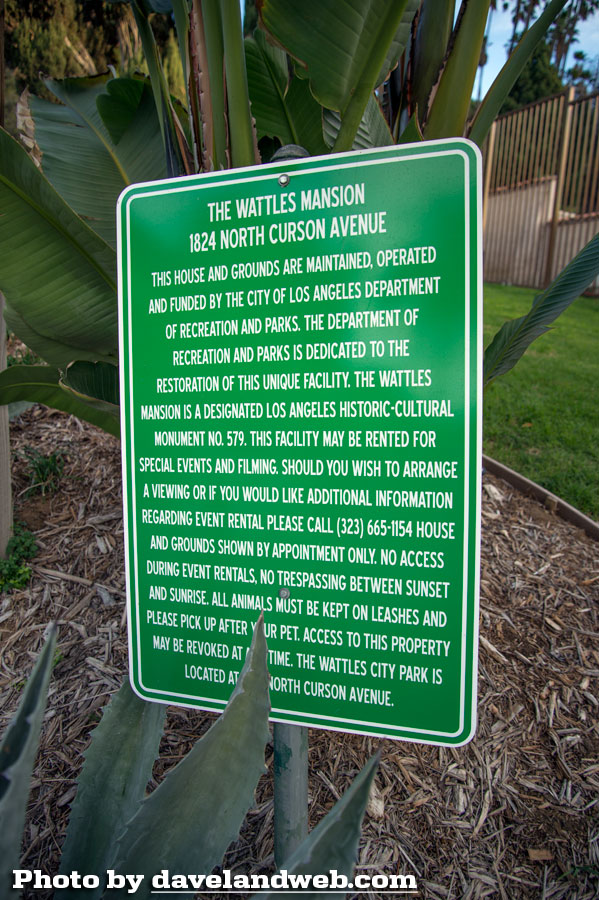 THE WATTLES MANSION
1824 NORTH CURSON AVENUE
THIS HOUSE AND GROUNDS ARE MAINTAINED, OPERATED
AND FUNDED BY THE CITY OF LOS ANGELES DEPARTMENT
OF RECREATION AND PARKS. THE DEPARTMENT OF
RECREATION AND PARKS IS DEDICATED TO THE
RESTORATION OF THIS UNIQUE FACILITY. THE WATTLES
MANSION IS A DESIGNATED LOS ANGELES HISTORIC-CULTURAL
MONUMENT NO. 579. THIS FACILITY MAY BE RENTED FOR
SPECIAL EVENTS AND FILMING. SHOULD YOU WISH TO ARRANGE
A VIEWING OR IF YOU WOULD LIKE ADDITIONAL INFORMATION
REGARDING EVENT RENTAL PLEASE CALL (323) 665-1154 HOUSE
AND GROUNDS SHOWN BY APPOINTMENT ONLY. NO ACCESS
DURING EVENT RENTALS, NO TRESPASSING BETWEEN SUNSET
AND SUNRISE. ALL ANIMALS MUST BE KEPT ON LEASHES AND
PLEASE PICK UP AFTER YOUR PET. ACCESS TO THIS PROPERTY
MAY BE REVOKED AT TIME. THE WATTLES CITY PARK IS
LOCATED AT NORTH CURSON AVENUE.
Photo by davelandweb.com